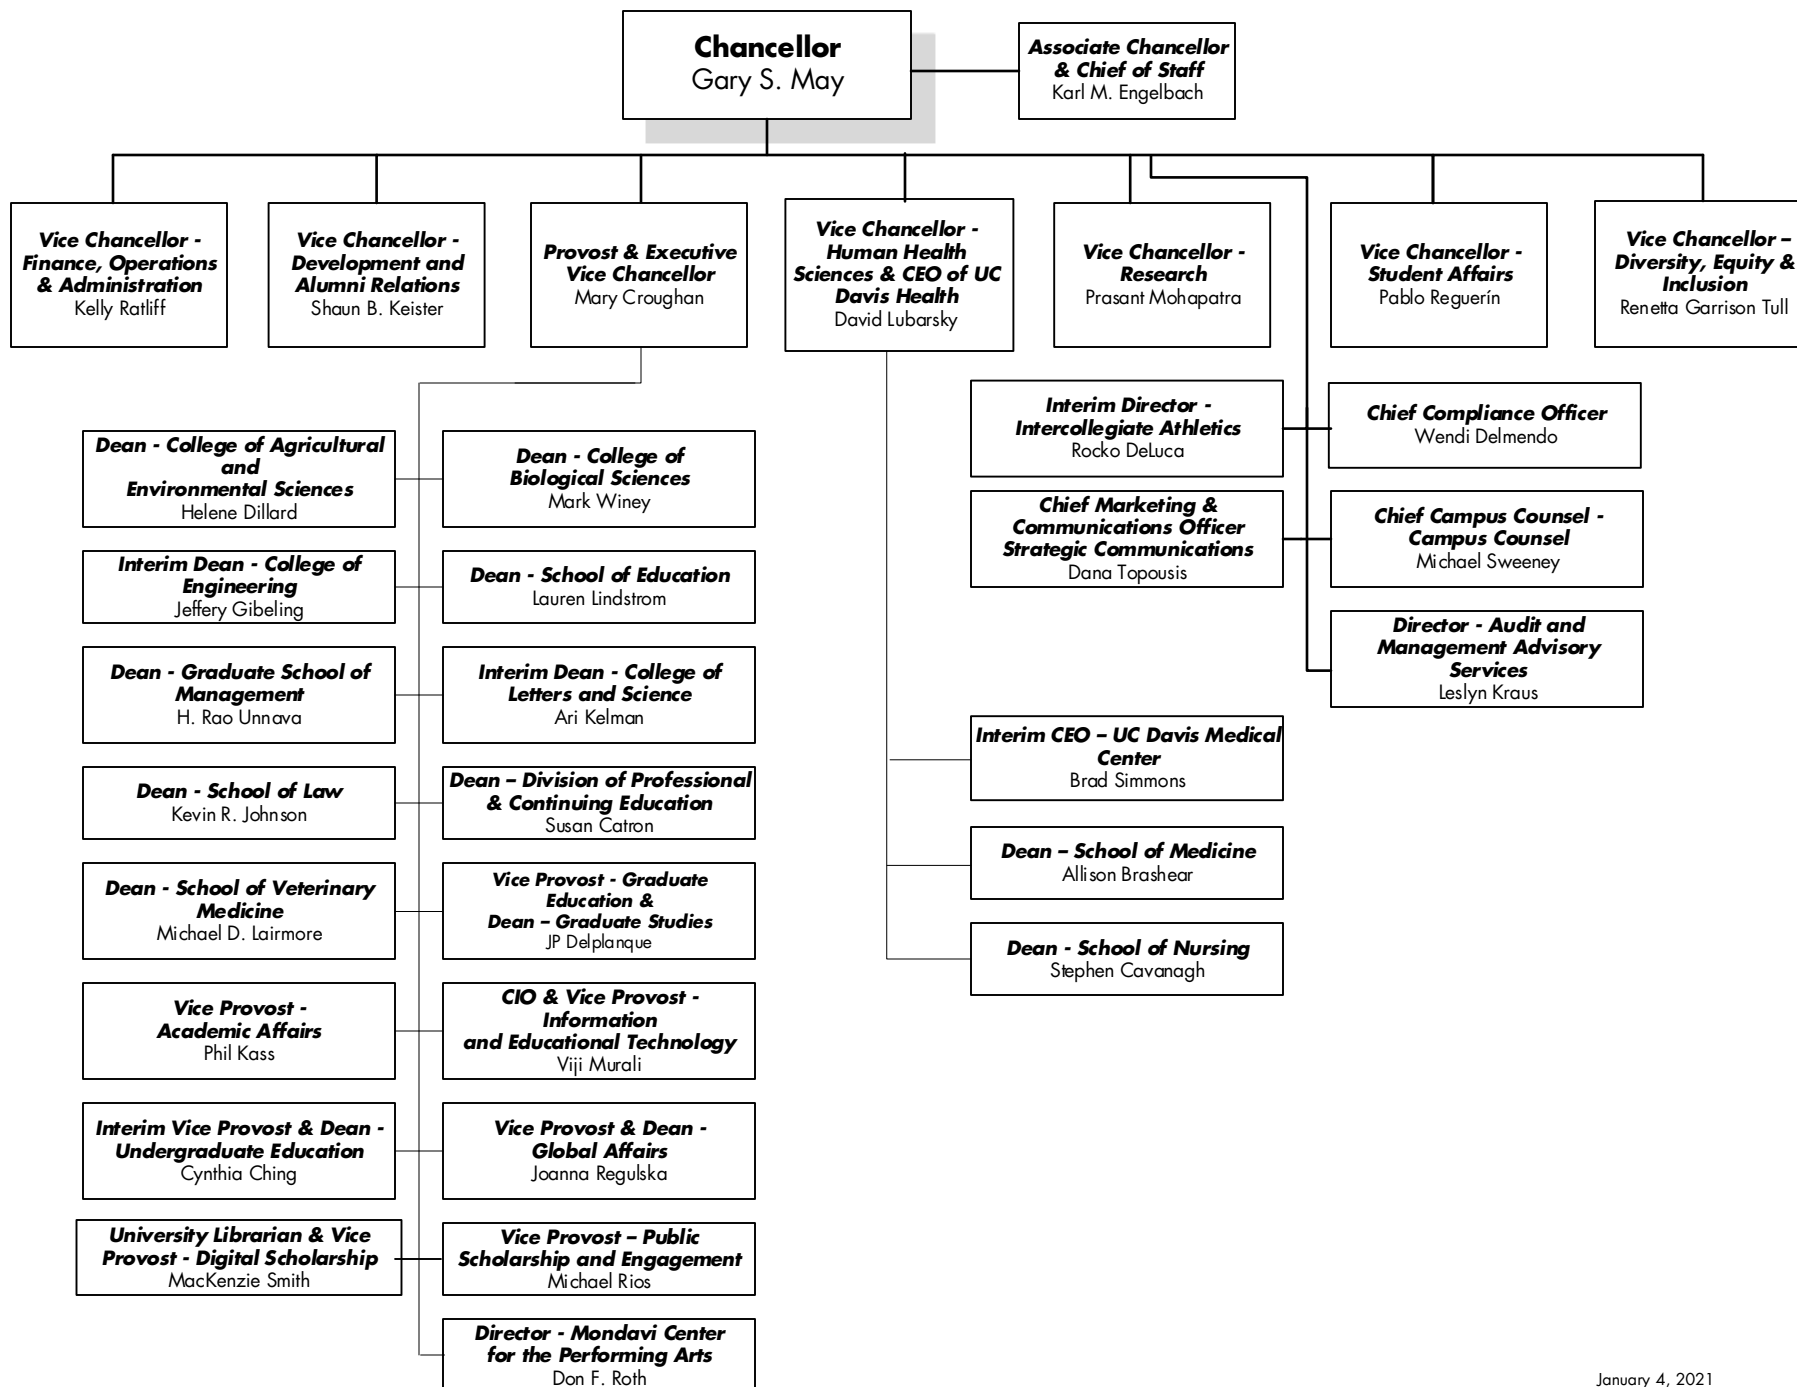 Chancellor
Gary S. May
Associate Chancellor
& Chief of Staff
Karl M. Engelbach
Vice Chancellor -
Finance, Operations
& Administration
Kelly Ratliff
Vice Chancellor -
Development and
Alumni Relations
Shaun B. Keister
Provost & Executive
Vice Chancellor
Mary Croughan
Vice Chancellor -
Human Health
Sciences & CEO of UC
Davis Health
David Lubarsky
Vice Chancellor -
Research
Prasant Mohapatra
Vice Chancellor -
Student Affairs
Pablo Reguerín
Vice Chancellor –
Diversity, Equity &
Inclusion
Renetta Garrison Tull
Dean - College of Agricultural
and
Environmental Sciences
Helene Dillard
Dean - College of
Biological Sciences
Mark Winey
Interim Dean - College of
Engineering
Jeffery Gibeling
Dean - School of Education
Lauren Lindstrom
Dean - Graduate School of
Management
H. Rao Unnava
Interim Dean - College of
Letters and Science
Ari Kelman
Dean - School of Law
Kevin R. Johnson
Dean – Division of Professional
& Continuing Education
Susan Catron
Dean - School of Veterinary
Medicine
Michael D. Lairmore
Vice Provost - Graduate
Education &
Dean – Graduate Studies
JP Delplanque
Vice Provost -
Academic Affairs
Phil Kass
CIO & Vice Provost -
Information
and Educational Technology
Viji Murali
Interim Vice Provost & Dean -
Undergraduate Education
Cynthia Ching
Vice Provost & Dean -
Global Affairs
Joanna Regulska
University Librarian & Vice
Provost - Digital Scholarship
MacKenzie Smith
Vice Provost – Public
Scholarship and Engagement
Michael Rios
Director - Mondavi Center
for the Performing Arts
Don F. Roth
Interim Director -
Intercollegiate Athletics
Rocko DeLuca
Chief Compliance Officer
Wendi Delmendo
Chief Marketing &
Communications Officer
Strategic Communications
Dana Topousis
Chief Campus Counsel -
Campus Counsel
Michael Sweeney
Director - Audit and
Management Advisory
Services
Leslyn Kraus
Interim CEO – UC Davis Medical
Center
Brad Simmons
Dean – School of Medicine
Allison Brashear
Dean - School of Nursing
Stephen Cavanagh
January 4, 2021